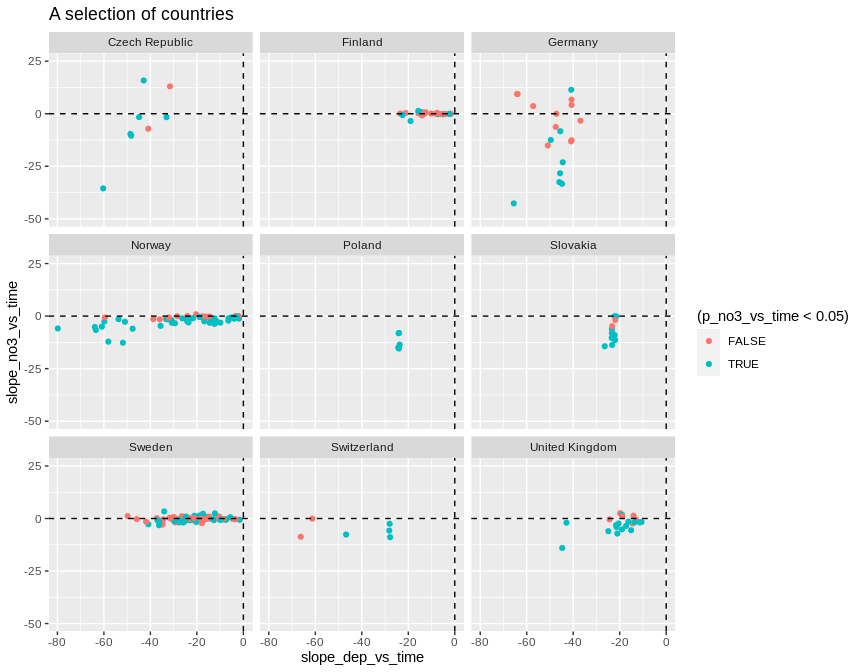 A selection of countries
Czech Republic
Finland
Germany
25
0
-25
-50
Norway
Poland
Slovakia
25
0
-25
-50
Sweden
Switzerland
United Kingdom
25
0
-25
-50
-80 -60 -40 -20 0 -80 -60 -40 -20 0 -80 -60 -40 -20 0
slope_dep_vs_time
slope_no3_vs_time
(p_no3_vs_time < 0.05)
FALSE
TRUE